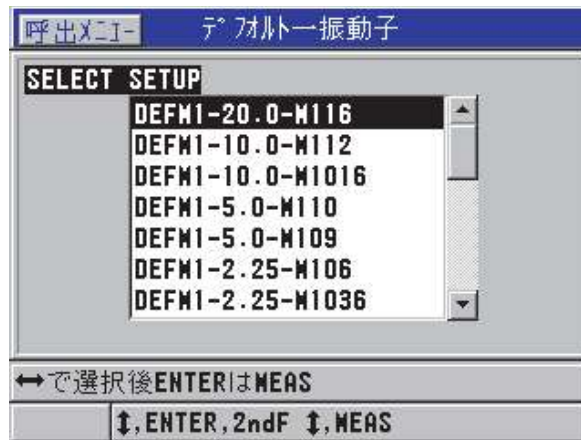 呼出メニュー デフォルトー振動子
SELECT SETUP
DEFM1-20.0-M116
DEFM1-10.0-M112
DEFM1-10.0-M1016
DEFM1-5.0-M110
DEFM1-5.0-M109
DEFM1-2.25-M106
DEFM1-2.25-M1036
↔で選択後ENTERはMEAS
↕,ENTER,2ndF ↕,MEAS